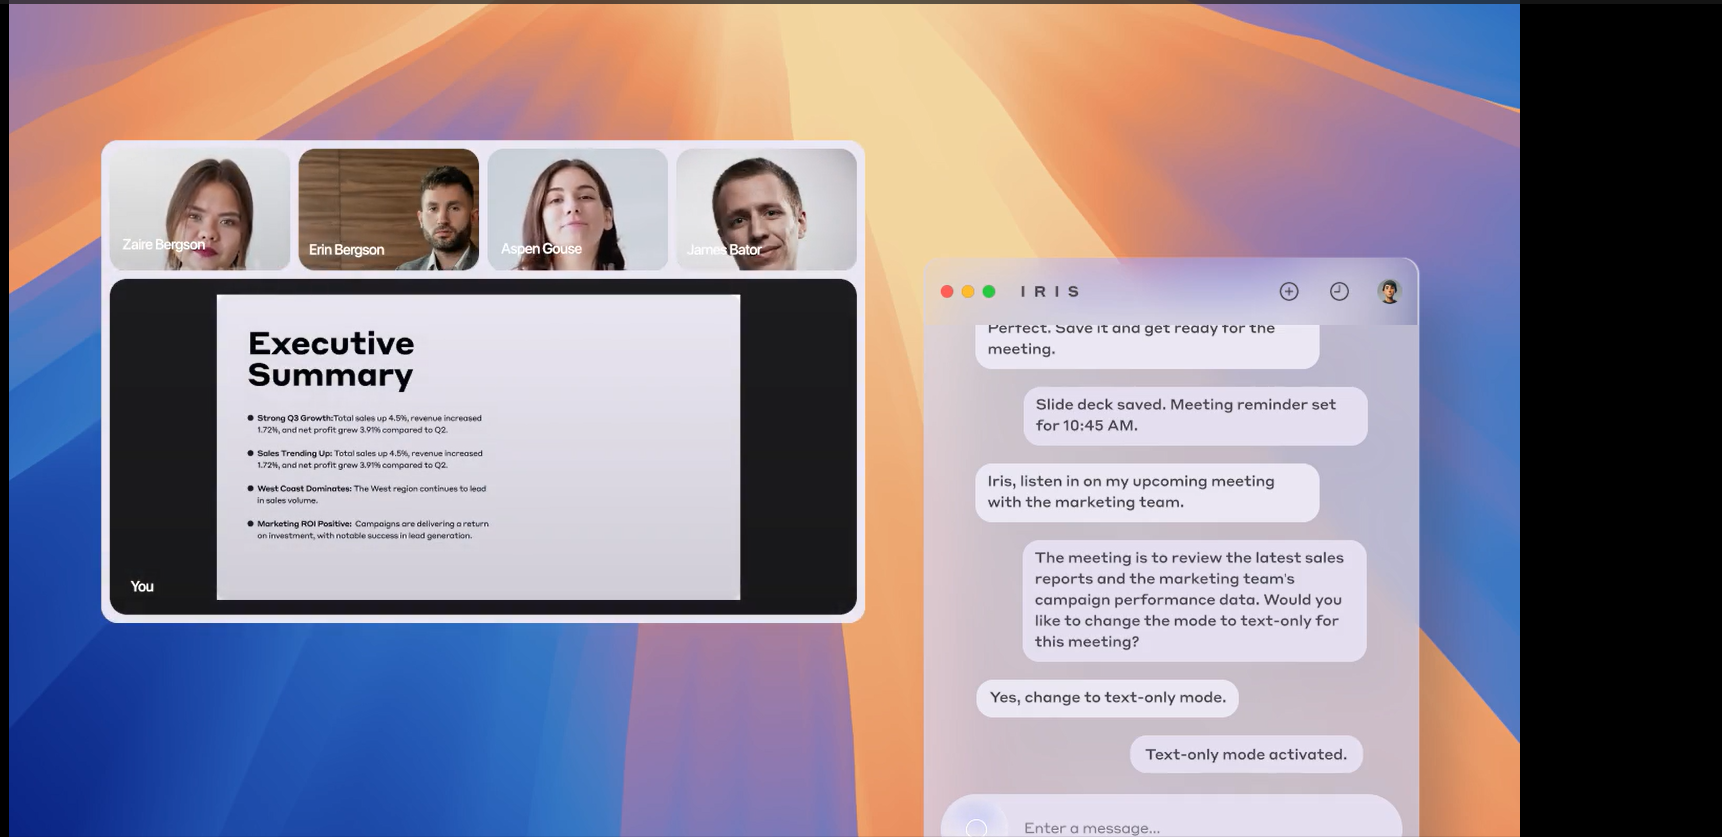 Zaire Bergson
Erin Bergson
Aspen Gouse
James Bator
Executive
Summary
Strong Q3 Growth:Total sales up 4.5%, revenue increased
1.72%, and net profit grew 3.91% compared to Q2.
Sales Trending Up: Total sales up 4.5%, revenue increased
1.72%, and net profit grew 3.91% compared to Q2.
West Coast Dominates: The West region continues to lead
in sales volume.
Marketing ROI Positive: Campaigns are delivering a return
on investment, with notable success in lead generation.
You
IRIS
Perfect. Save it and get ready for the
meeting.
Slide deck saved. Meeting reminder set
for 10:45 AM.
Iris, listen in on my upcoming meeting
with the marketing team.
The meeting is to review the latest sales
reports and the marketing team's
campaign performance data. Would you
like to change the mode to text-only for
this meeting?
Yes, change to text-only mode.
Text-only mode activated.
Enter a message...